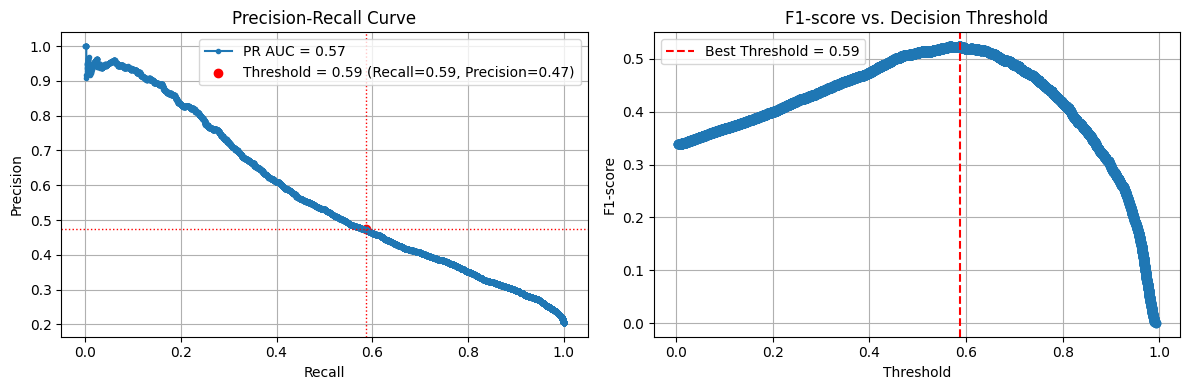 Precision-Recall Curve
PR AUC = 0.57
Threshold = 0.59 (Recall=0.59, Precision=0.47)
Precision
1.0
0.9
0.8
0.7
0.6
0.5
0.4
0.3
0.2
0.0 0.2 0.4 0.6 0.8 1.0
Recall
F1-score vs. Decision Threshold
Best Threshold = 0.59
F1-score
0.5
0.4
0.3
0.2
0.1
0.0
0.0 0.2 0.4 0.6 0.8 1.0
Threshold